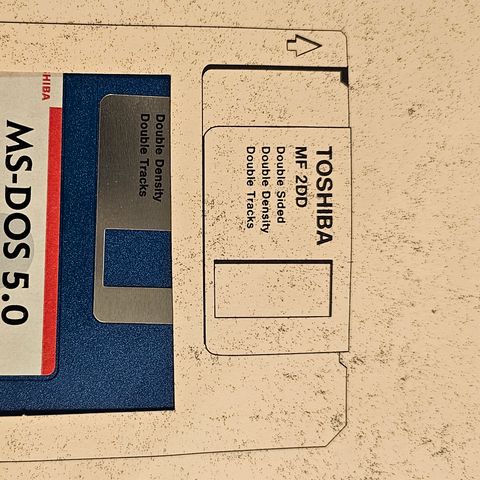 HIBA
MS-DOS 5.0
Double Density
Double Tracks
TOSHIBA
MF 2DD
Double Sided
Double Density
Double Tracks